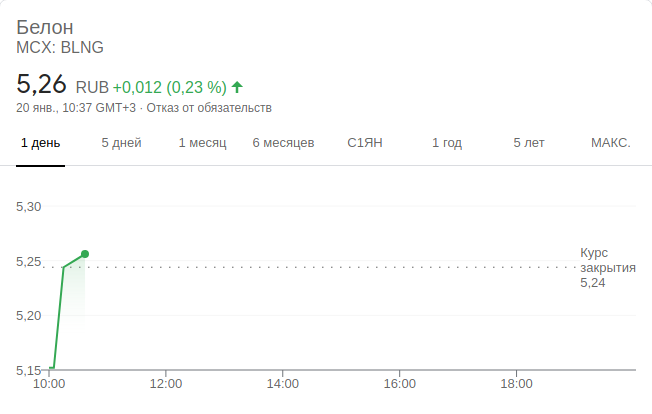 Белон
MCX: BLNG
5,26 RUB +0,012 (0,23 %)
20 янв., 10:37 GMT+3 · Отказ от обязательств
1 день 5 дней 1 месяц 6 месяцев С1ЯН 1 год 5 лет МАКС.
5,30
5,25
5,20
5,15
Курс
закрытия
5,24
10:00 12:00 14:00 16:00 18:00